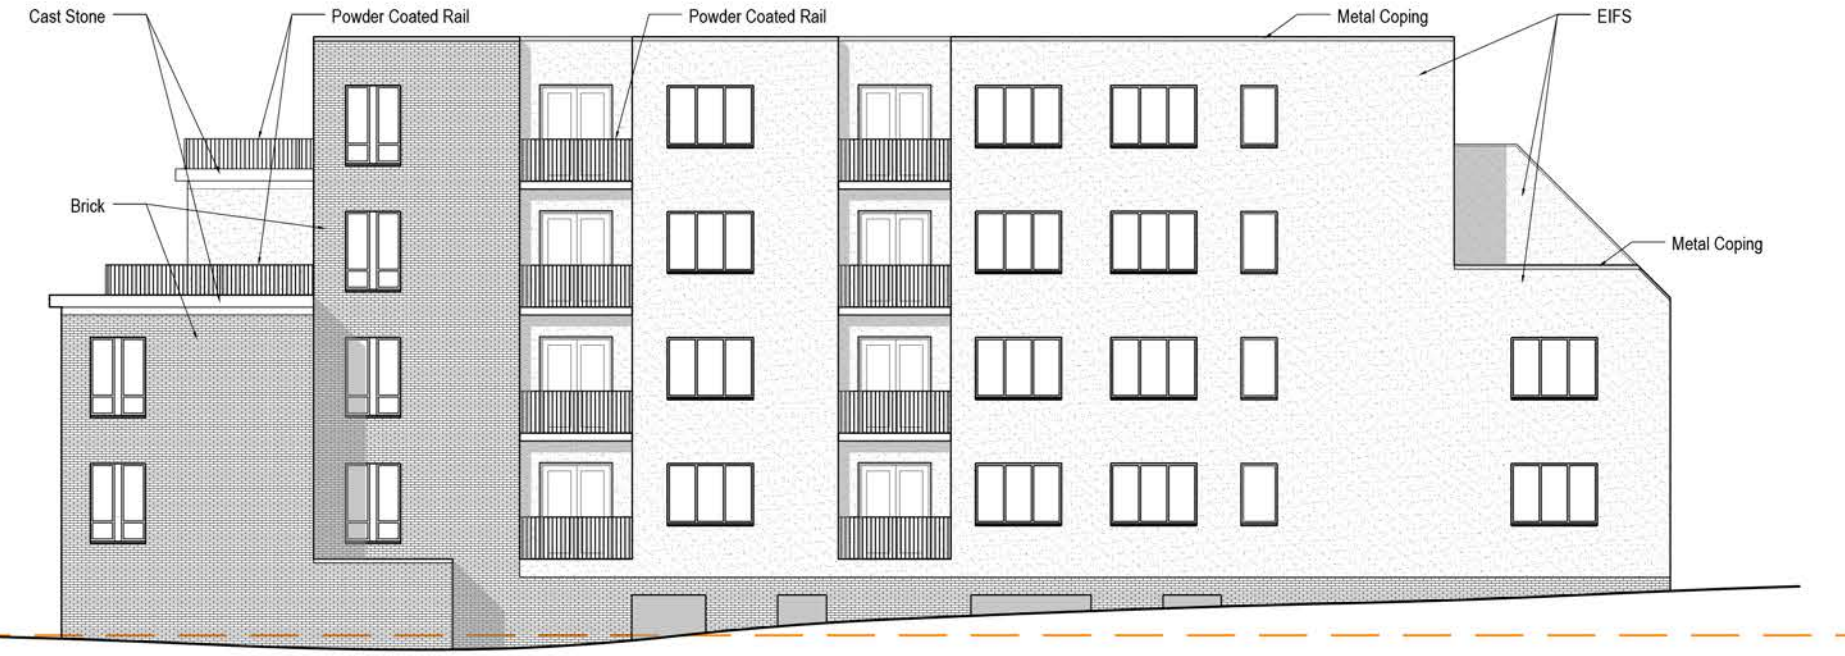 Cast Stone
Powder Coated Rail
Powder Coated Rail
Metal Coping
EIFS
Brick
Metal Coping